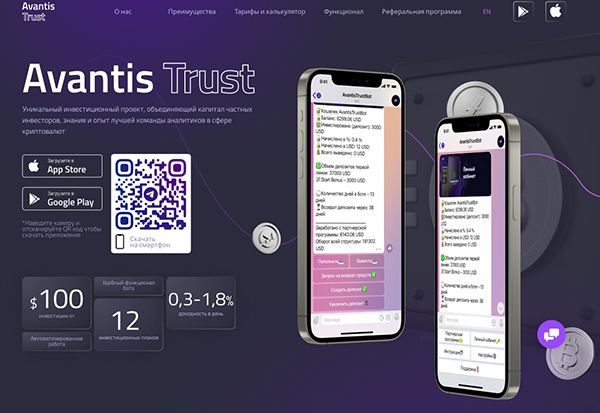 Avantis
Trust
О нас
Преимущества
Тарифы и калькулятор
Функционал
Реферальная программа
EN
Avantis Trust
Уникальный инвестиционный проект, объединяющий капитал частных
инвесторов, знания и опыт лучшей команды аналитиков в сфере
криптовалют
Загрузите в
App Store
Загрузите в
Google Play
*Наведите камеру и
отсканируйте QR код чтобы
скачать приложение
Скачать
на смартфон
$100
инвестиции от
Удобный функционал
бота
0,3-1,8%
доходность в день
12
инвестиционных планов
Автоматизированная
работа
9:41
AvantisTrustBot
Кошелек AvantisTrustBot
Баланс: 6299.06 USD
Инвестировано (депозит): 3000
USD
Начислено в %: 0.4 %
Начислено в USD: 12 USD
Всего выведено: 0 USD
Объем депозитов первой
линии: 37000 USD
Start Bonus - 3000 USD
Количество дней в боте - 13
дней
Возврат депозита через: 36
дней
Заработано с партнерской
программы: 6143.06 USD
Оборот всей структуры: 181302
USD
Пополнить
Вывести
Запрос на возврат средств
Создать депозит
Увеличить депозит
Message
9:41
AvantisTrustBot
Личный
кабинет
Кошелек AvantisTrustBot
Баланс: 6299.06 USD
Инвестировано (депозит): 3000
USD
Начислено в %: 0.4 %
Начислено в USD: 12 USD
Всего выведено: 0 USD
Объем депозитов первой
линии: 37000 USD
Start Bonus - 3000 USD
Количество дней в боте - 13
дней
Возврат депозита через: 36
дней
Message
Партнерская
программа
Личный кабинет
Инструкции
Настройки
Поддержка